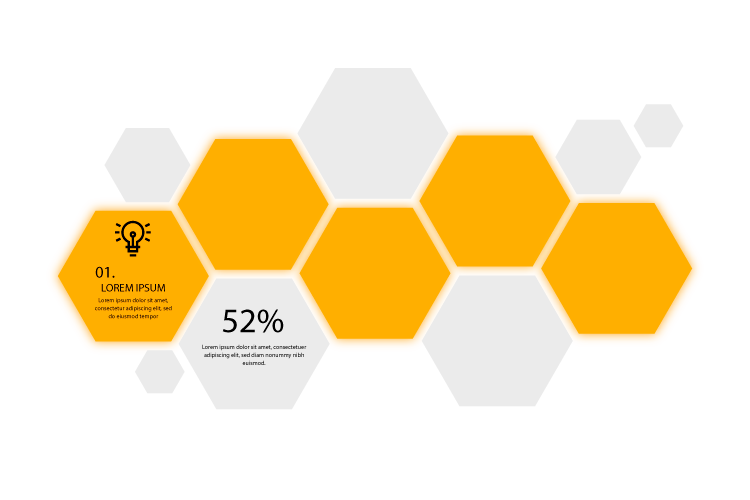 01.
LOREM IPSUM
Lorem ipsum dolor sit amet,
consectetur adipiscing elit, sed
do eiusmod tempor
52%
Lorem ipsum dolor sit amet, consectetuer
adipiscing elit, sed diam nonummy nibh
euismod.